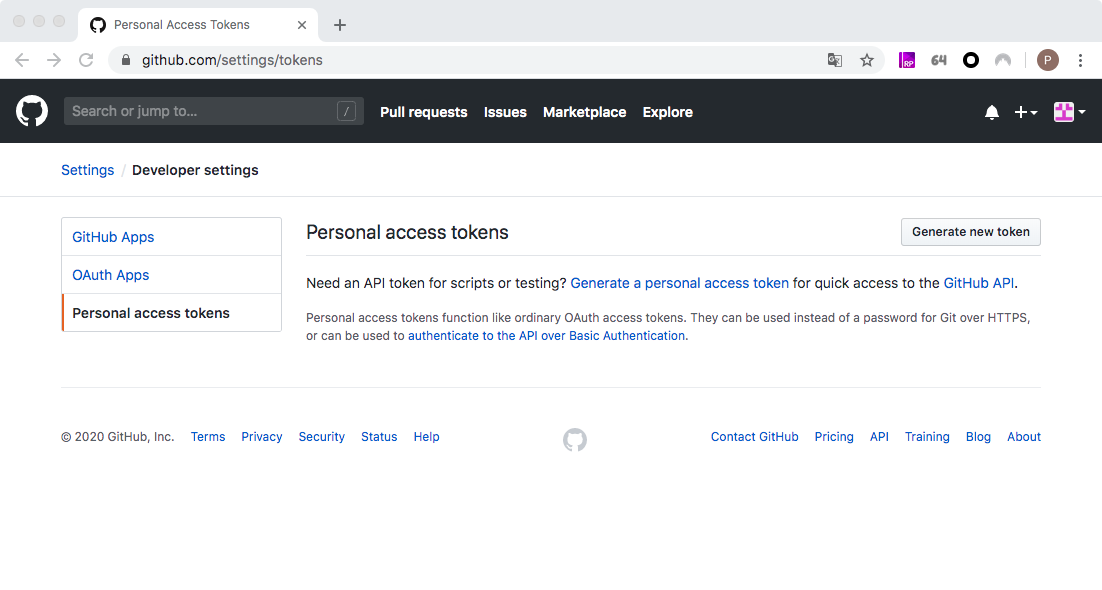 Personal Access Tokens
github.com/settings/tokens
RP
64
P
Search or jump to...
/
Pull requests
Issues
Marketplace
Explore
Settings / Developer settings
GitHub Apps
OAuth Apps
Personal access tokens
Personal access tokens
Generate new token
Need an API token for scripts or testing? Generate a personal access token for quick access to the GitHub API.
Personal access tokens function like ordinary OAuth access tokens. They can be used instead of a password for Git over HTTPS,
or can be used to authenticate to the API over Basic Authentication.
© 2020 GitHub, Inc. Terms Privacy Security Status Help
Contact GitHub Pricing API Training Blog About